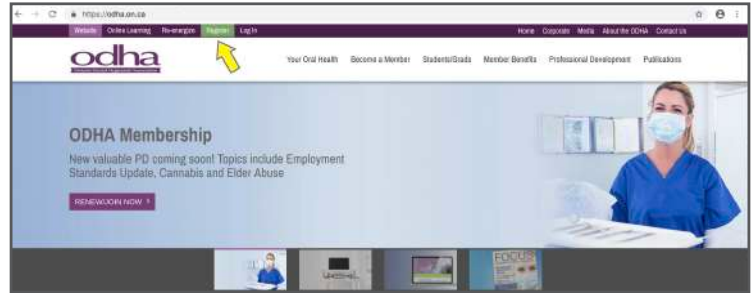 https://odha.on.ca
Website Online Learning Re-energize Register Log In
Home Corporate Media About the ODHA Contact Us
odha
Your Oral Health Become a Member Students/Grads Member Benefits Professional Development Publications
ODHA Membership
New valuable PD coming soon! Topics include Employment
Standards Update, Cannabis and Elder Abuse
RENEW/JOIN NOW
FOCUS